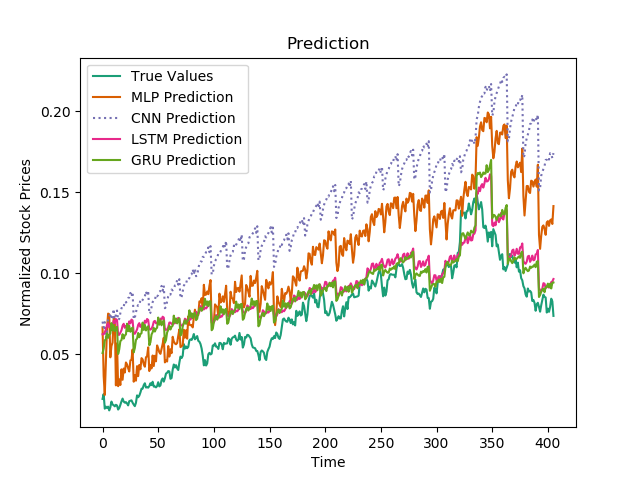 Prediction
True Values
MLP Prediction
CNN Prediction
LSTM Prediction
GRU Prediction
Normalized Stock Prices
0.20
0.15
0.10
0.05
0 50 100 150 200 250 300 350 400
Time